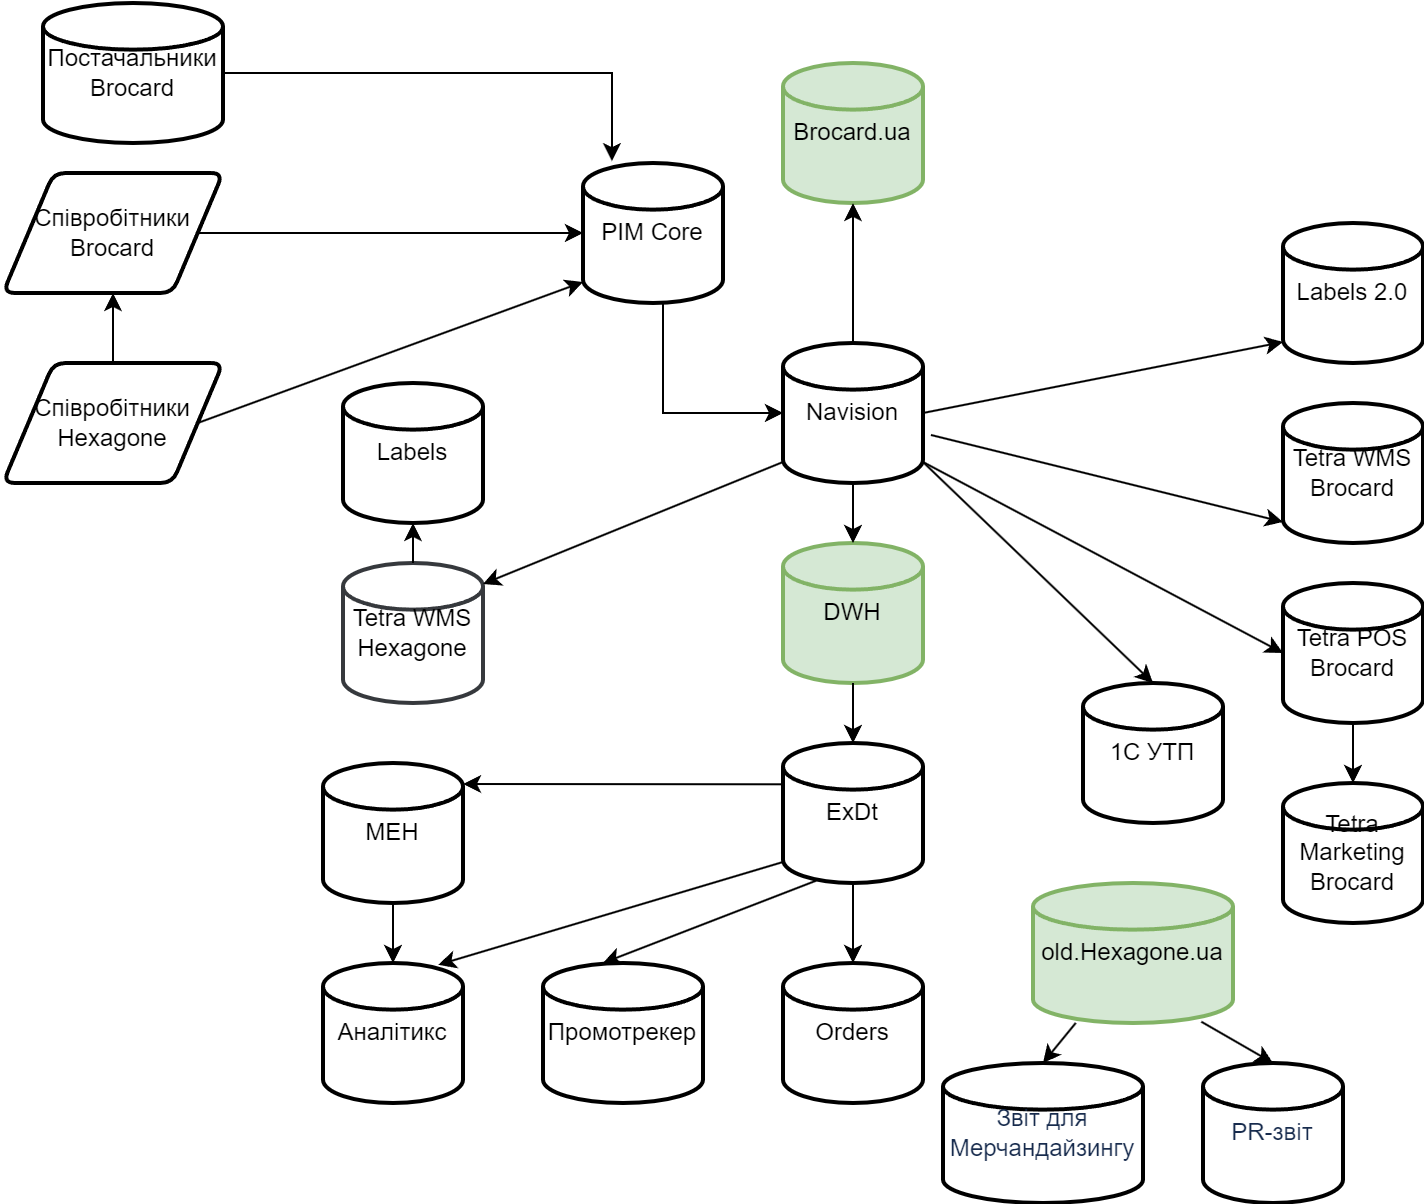 Постачальники
Brocard
Brocard.ua
Співробітники
Brocard
PIM Core
Labels 2.0
Співробітники
Hexagone
Labels
Navision
Tetra WMS
Brocard
Tetra WMS
Hexagone
DWH
Tetra POS
Brocard
1С УТП
МЕН
ExDt
Tetra
Marketing
Brocard
old.Hexagone.ua
Аналітикс
Промотрекер
Orders
Звіт для
Мерчандайзингу
PR-звіт